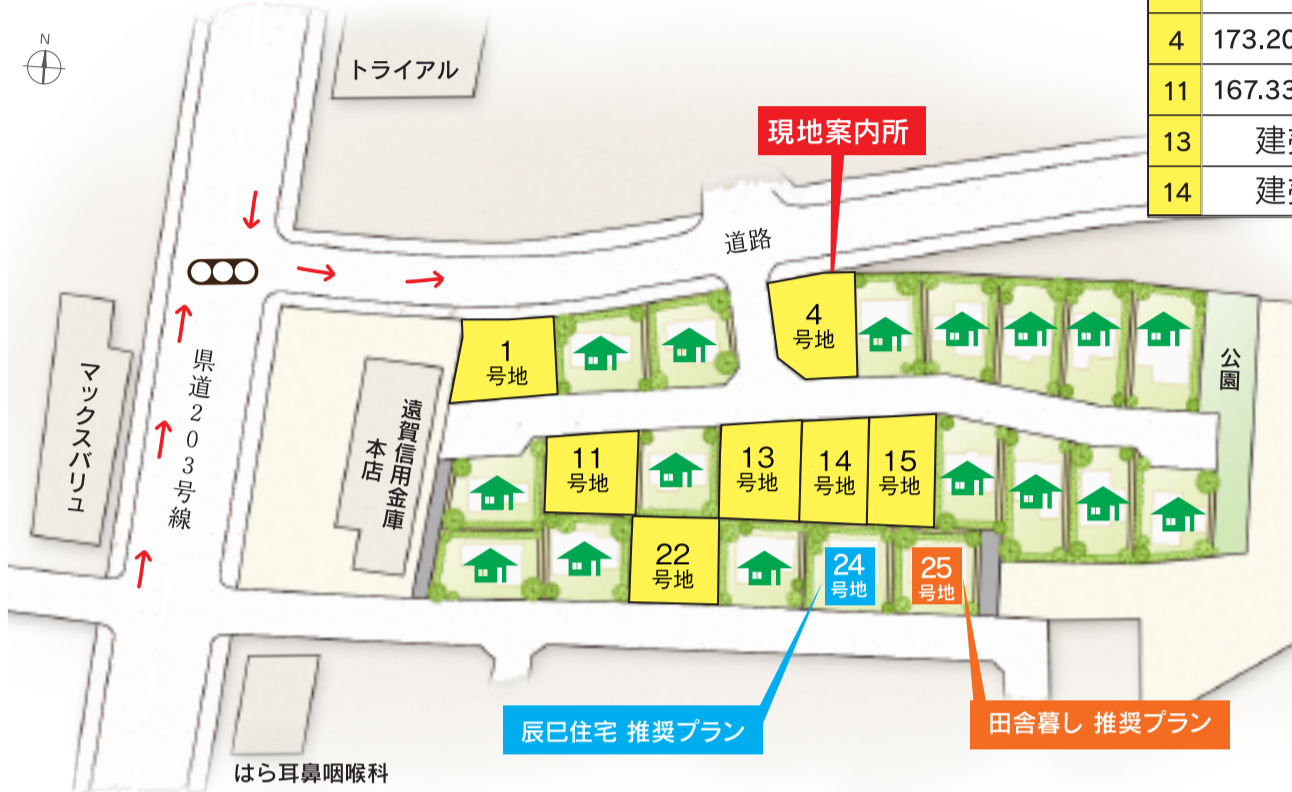 N
トライアル
4 173.20
11 167.33
13 建売
14 建売
現地案内所
道路
4
号地
1
号地
公園
県道203号線
マックスバリュ
遠賀信用金庫
本店
11
号地
13
号地
14
号地
15
号地
22
号地
24
号地
25
号地
辰巳住宅 推奨プラン
田舎暮し 推奨プラン
はら耳鼻咽喉科